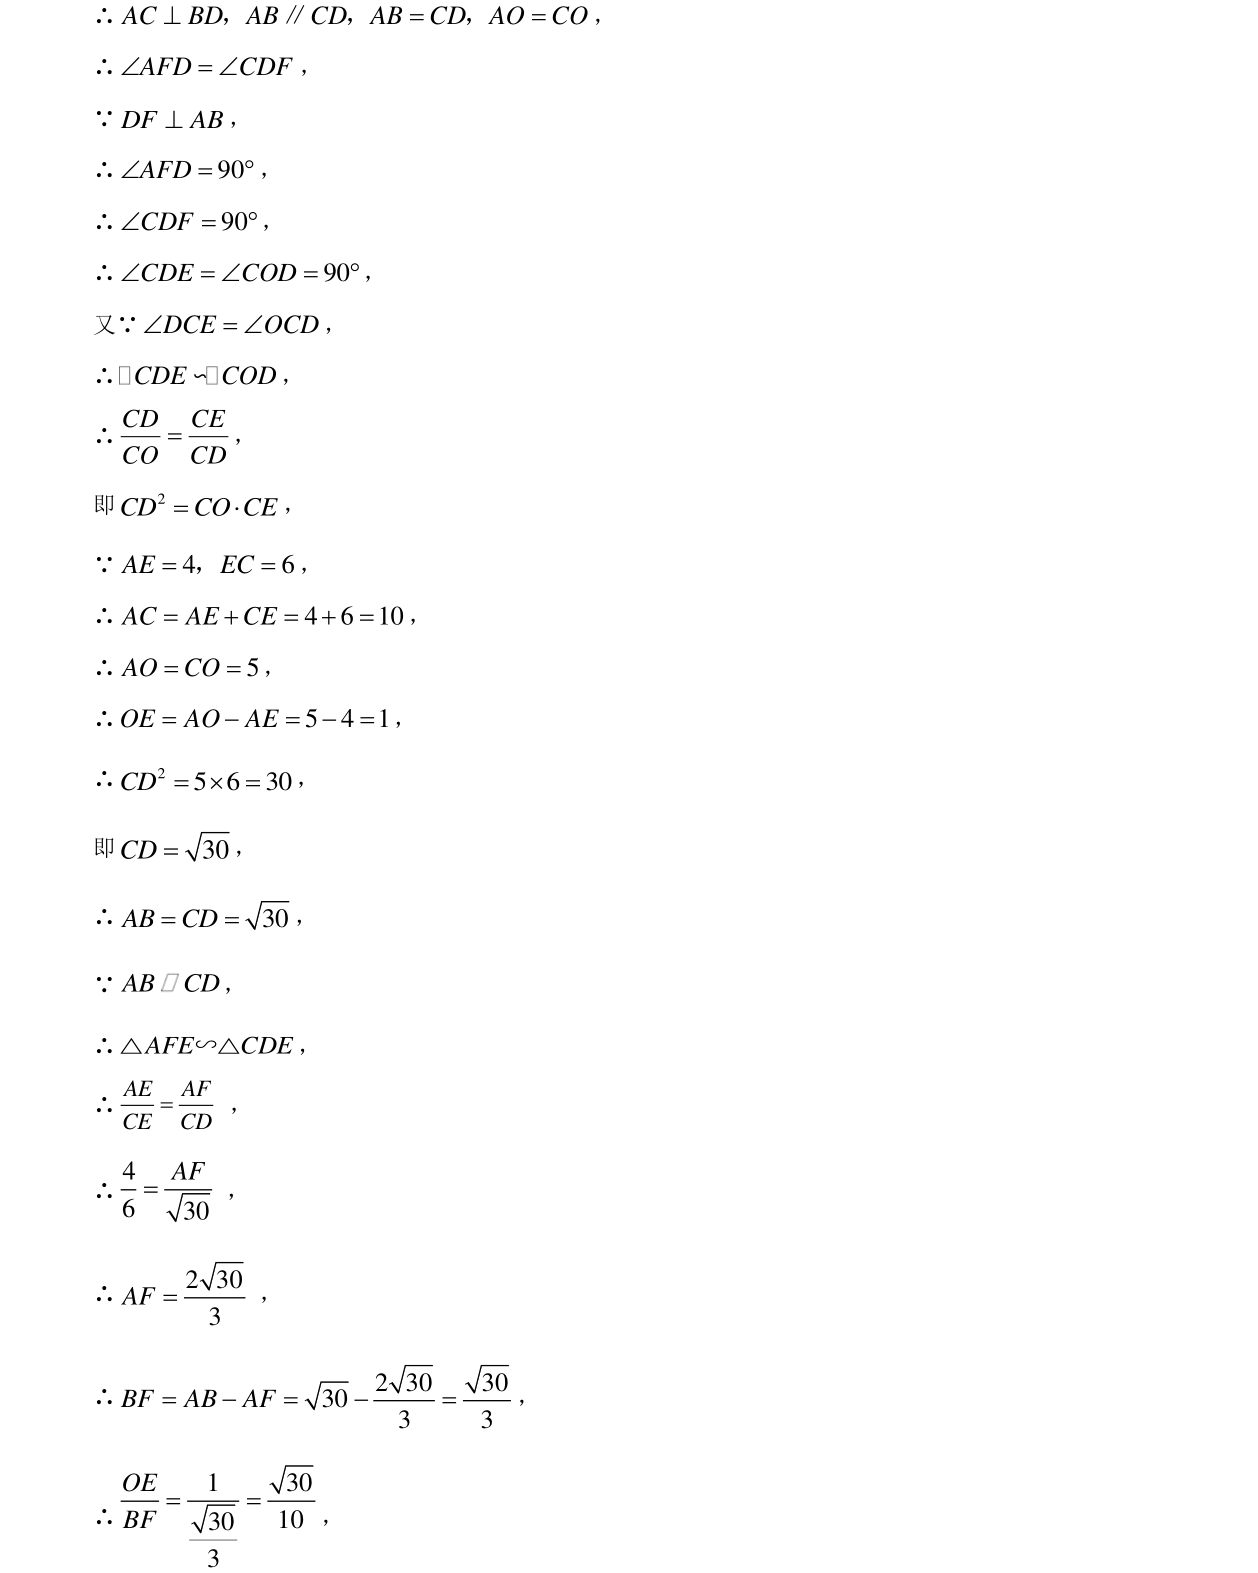 ∴ AC ⊥ BD，AB ∥ CD，AB = CD，AO = CO，
∴ ∠AFD = ∠CDF，
∵ DF ⊥ AB，
∴ ∠AFD = 90°，
∴ ∠CDF = 90°，
∴ ∠CDE = ∠COD = 90°，
又∵ ∠DCE = ∠OCD，
∴ □CDE ∽ □COD，
∴ CD/CO = CE/CD，
即 CD² = CO·CE，
∵ AE = 4，EC = 6，
∴ AC = AE + CE = 4 + 6 = 10，
∴ AO = CO = 5，
∴ OE = AO − AE = 5 − 4 = 1，
∴ CD² = 5×6 = 30，
即 CD = √30，
∴ AB = CD = √30，
∵ AB □ CD，
∴ △AFE∽△CDE，
∴ AE/CE = AF/CD，
∴ 4/6 = AF/√30，
∴ AF = 2√30/3，
∴ BF = AB − AF = √30 − 2√30/3 = √30/3，
∴ OE/BF = 1/(√30/3) = √30/10，